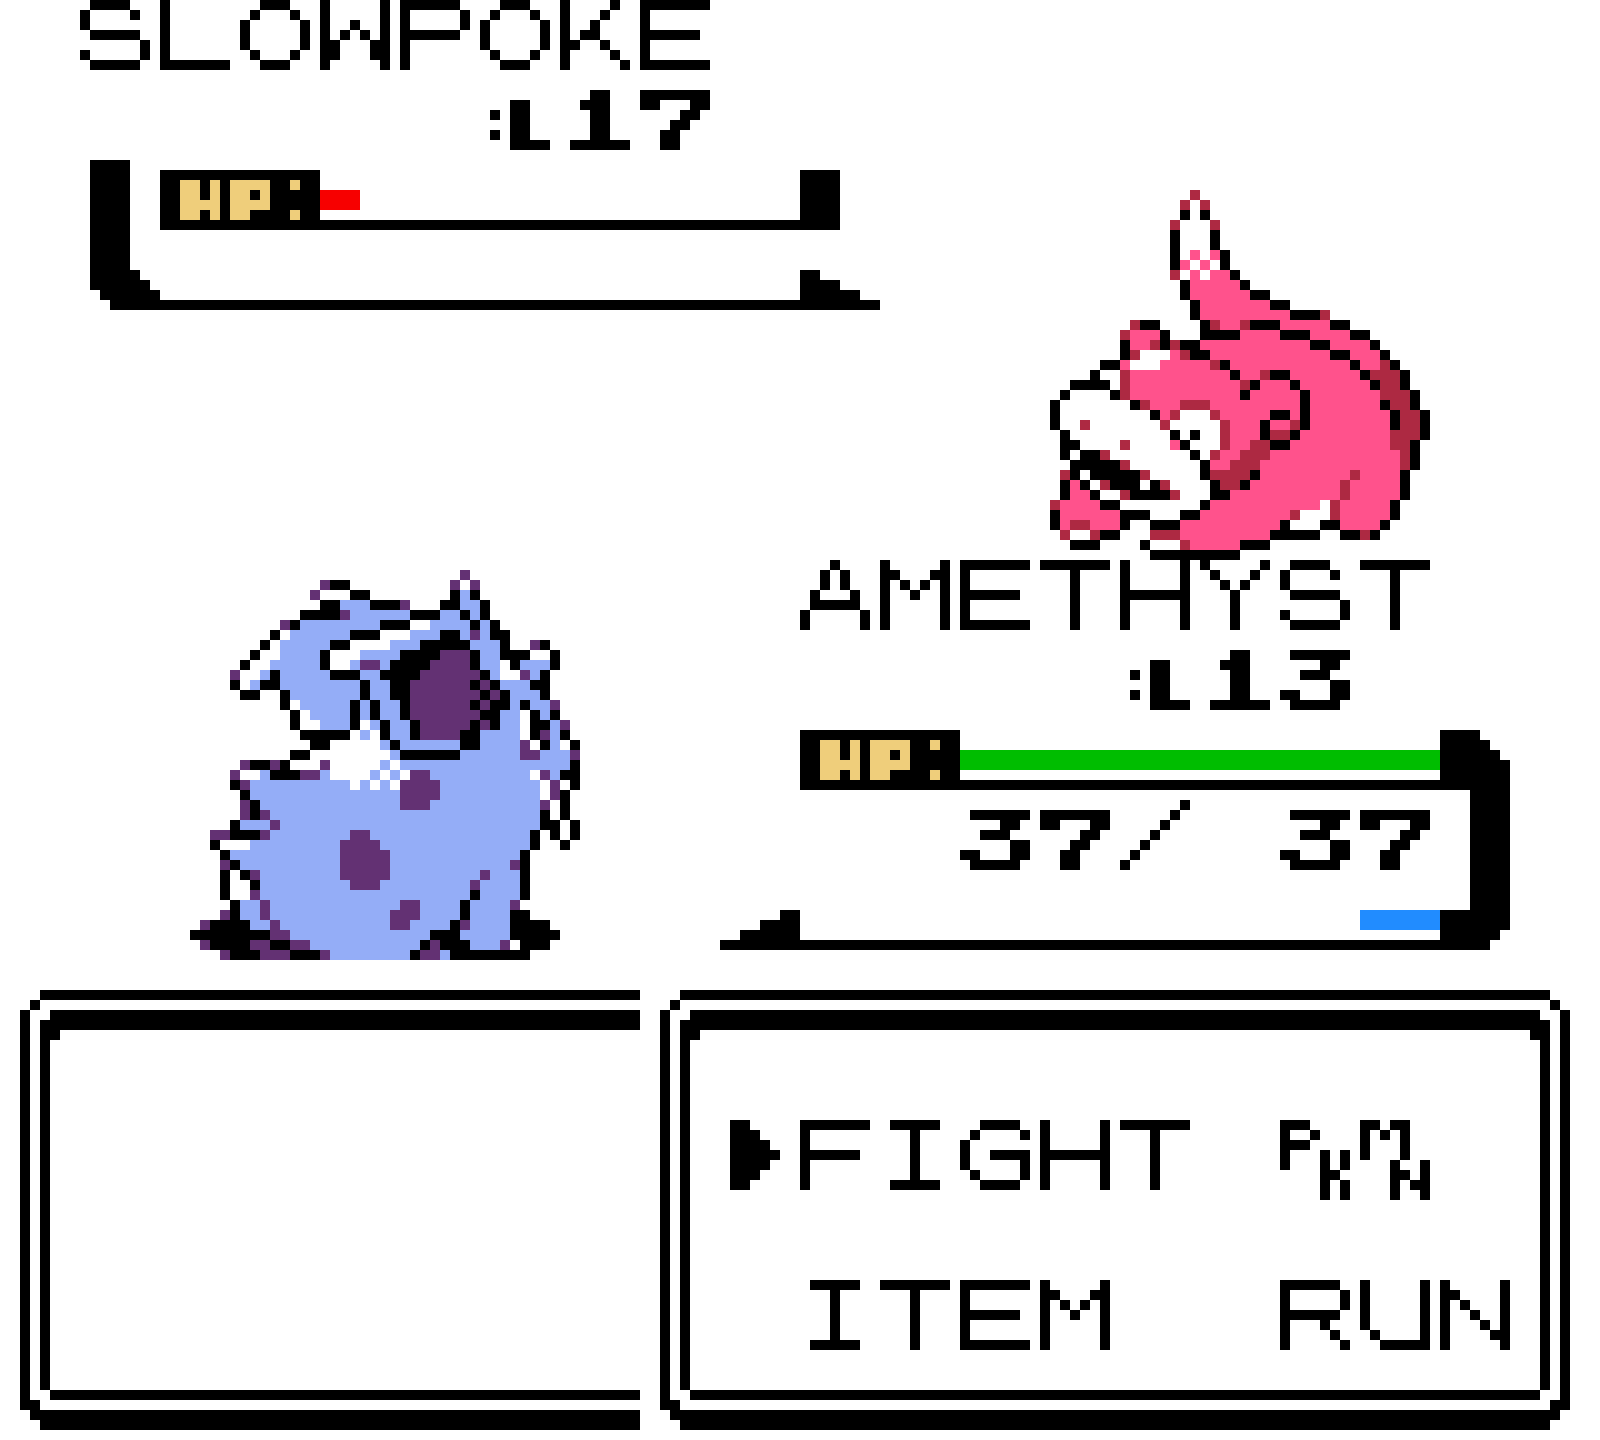 SLOWPOKE
:L17
HP:
AMETHYST
:L13
HP:
37/ 37
▶FIGHT PKMN
ITEM RUN